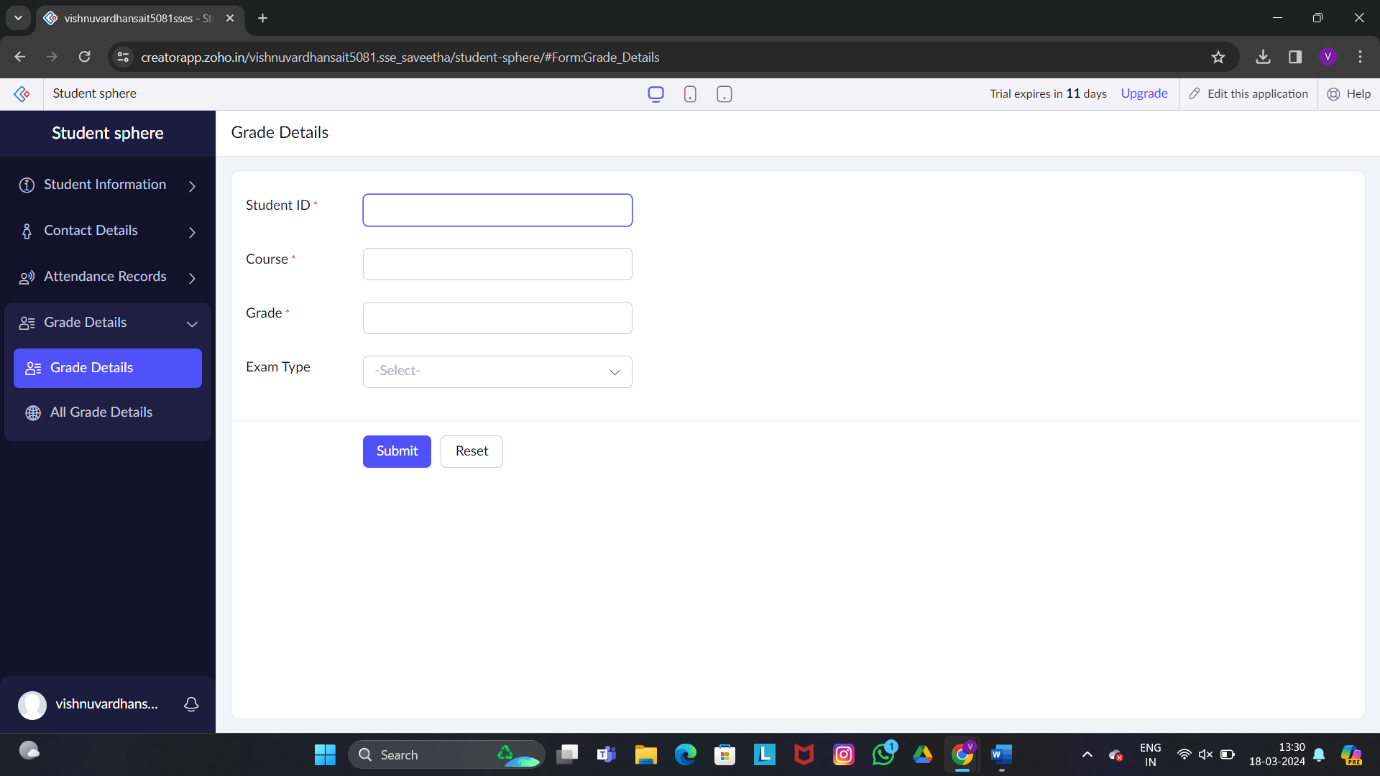 vishnuvardhansait5081sses - St
creatorapp.zoho.in/vishnuvardhansait5081.sse_saveetha/student-sphere/#Form:Grade_Details
V
Student sphere
Trial expires in 11 days
Upgrade
Edit this application
Help
Student sphere
Student Information
Contact Details
Attendance Records
Grade Details
Grade Details
All Grade Details
vishnuvardhans...
Grade Details
Student ID *
Course *
Grade *
Exam Type
-Select-
Submit
Reset
Search
T
L
1
V
W
ENG
IN
13:30
18-03-2024
PRE